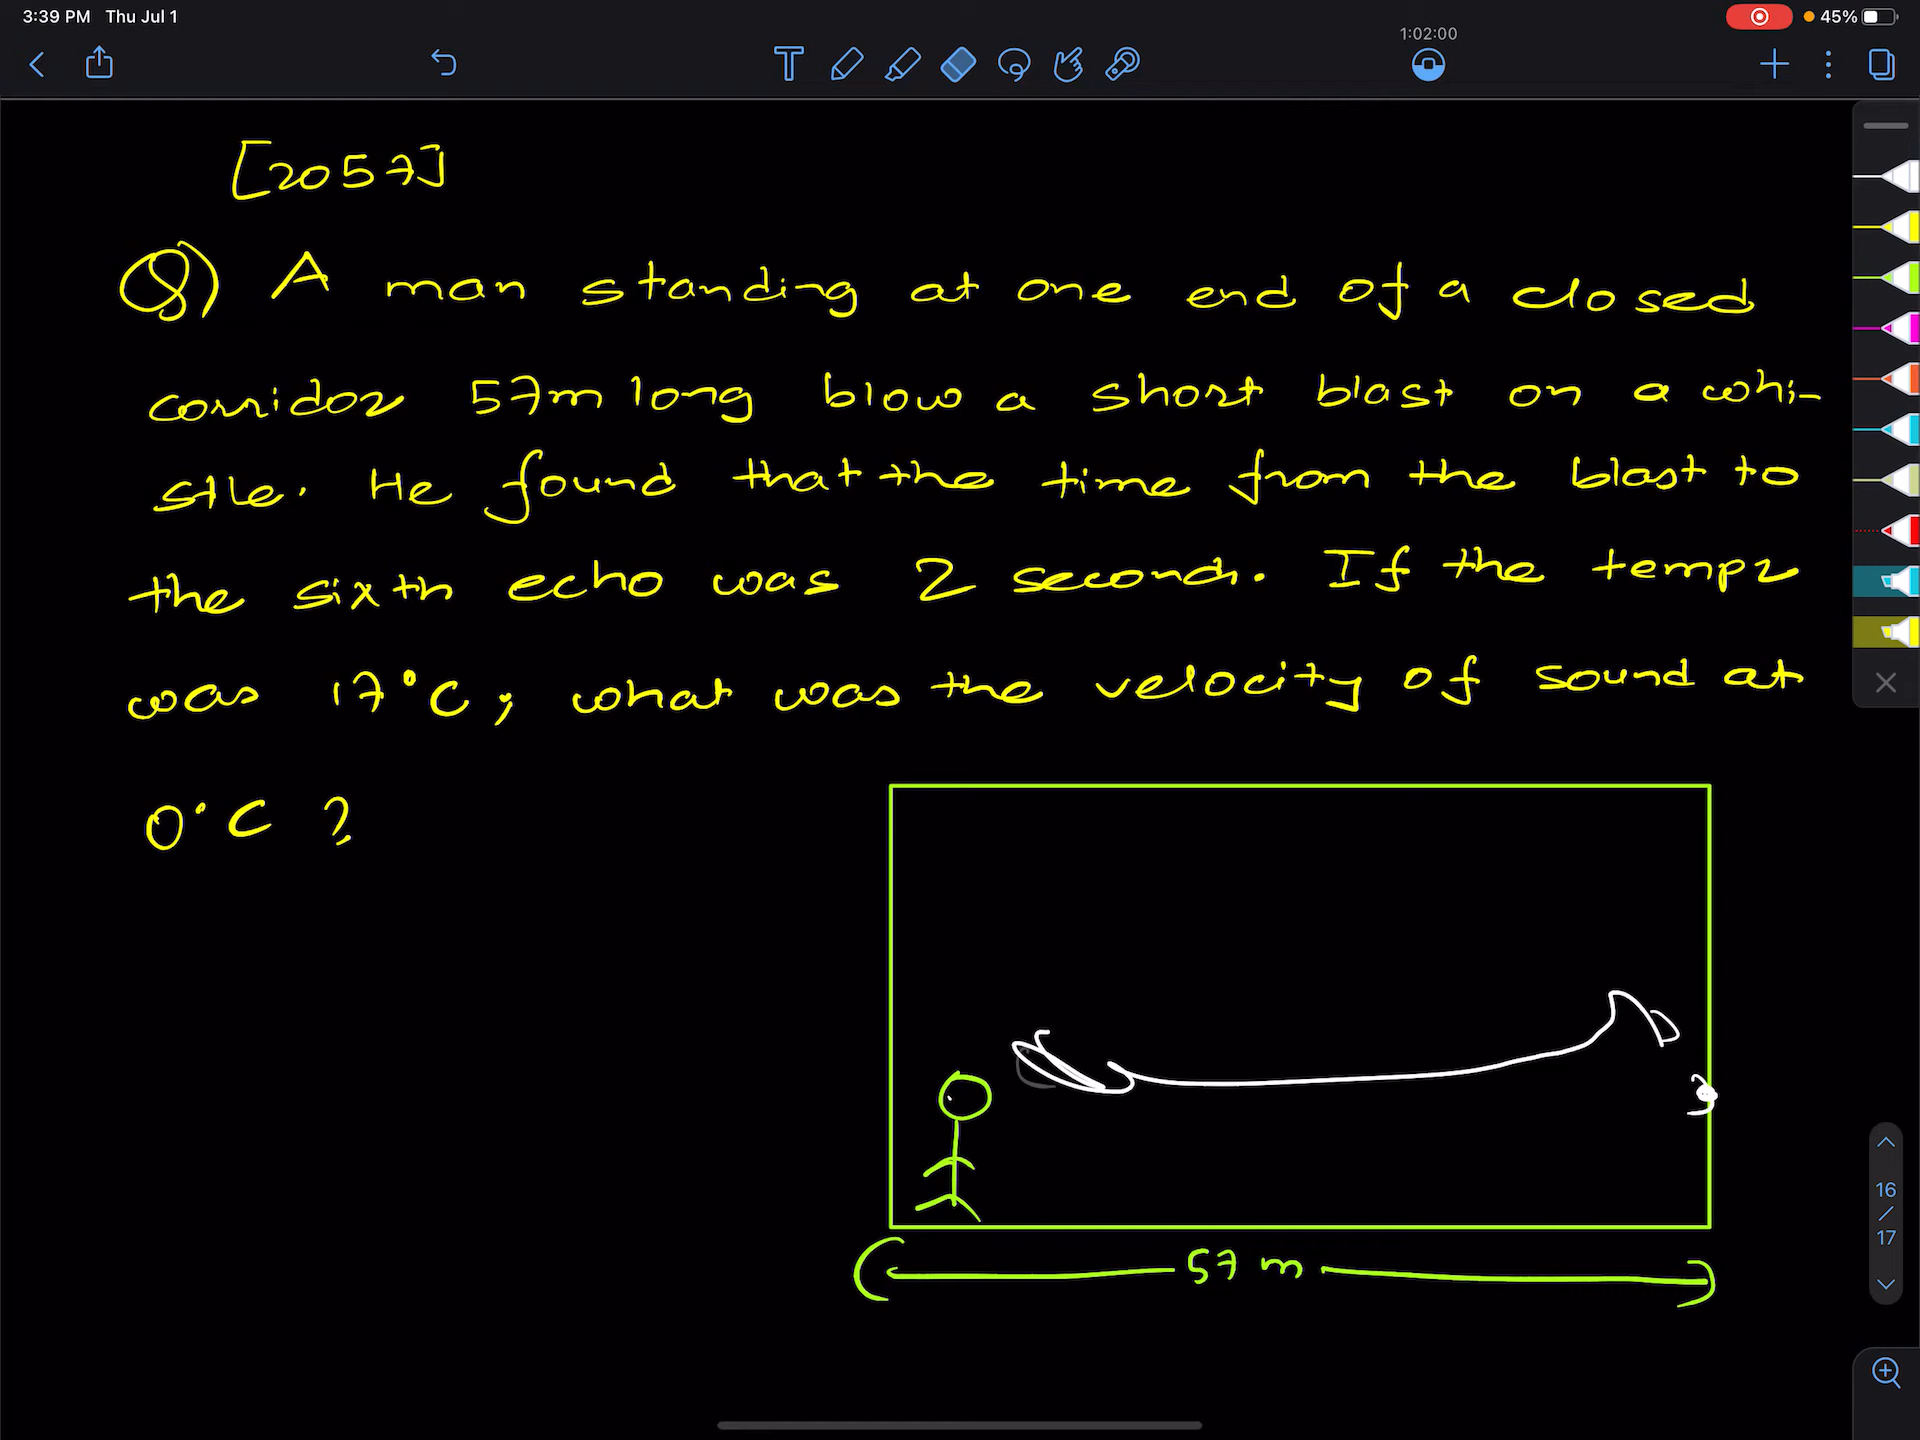 3:39 PM Thu Jul 1
45%
1:02:00
[2057]
Q) A man standing at one end of a closed
corridor 57m long blow a short blast on a whi-
stle. He found that the time from the blast to
the sixth echo was 2 seconds. If the tempr
was 17°C, what was the velocity of sound at
0°C ?
57 m
16
/
17